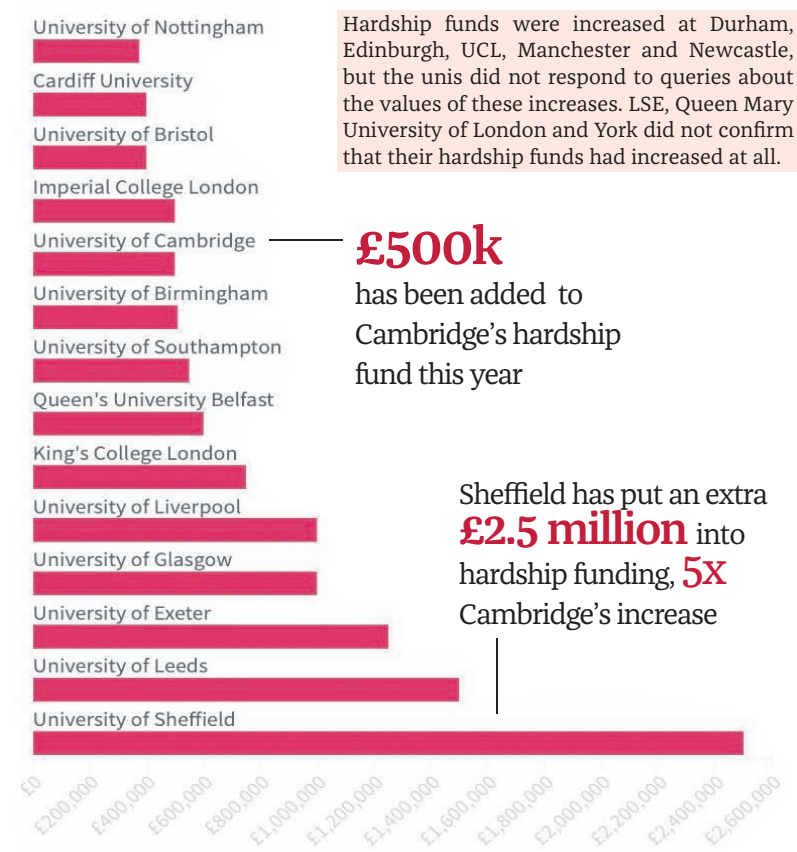 University of Nottingham
Cardiff University
University of Bristol
Imperial College London
University of Cambridge
University of Birmingham
University of Southampton
Queen's University Belfast
King's College London
University of Liverpool
University of Glasgow
University of Exeter
University of Leeds
University of Sheffield
£0
£200,000
£400,000
£600,000
£800,000
£1,000,000
£1,200,000
£1,400,000
£1,600,000
£1,800,000
£2,000,000
£2,200,000
£2,400,000
£2,600,000
Hardship funds were increased at Durham,
Edinburgh, UCL, Manchester and Newcastle,
but the unis did not respond to queries about
the values of these increases. LSE, Queen Mary
University of London and York did not confirm
that their hardship funds had increased at all.
£500k
has been added to
Cambridge’s hardship
fund this year
Sheffield has put an extra
£2.5 million into
hardship funding, 5x
Cambridge’s increase